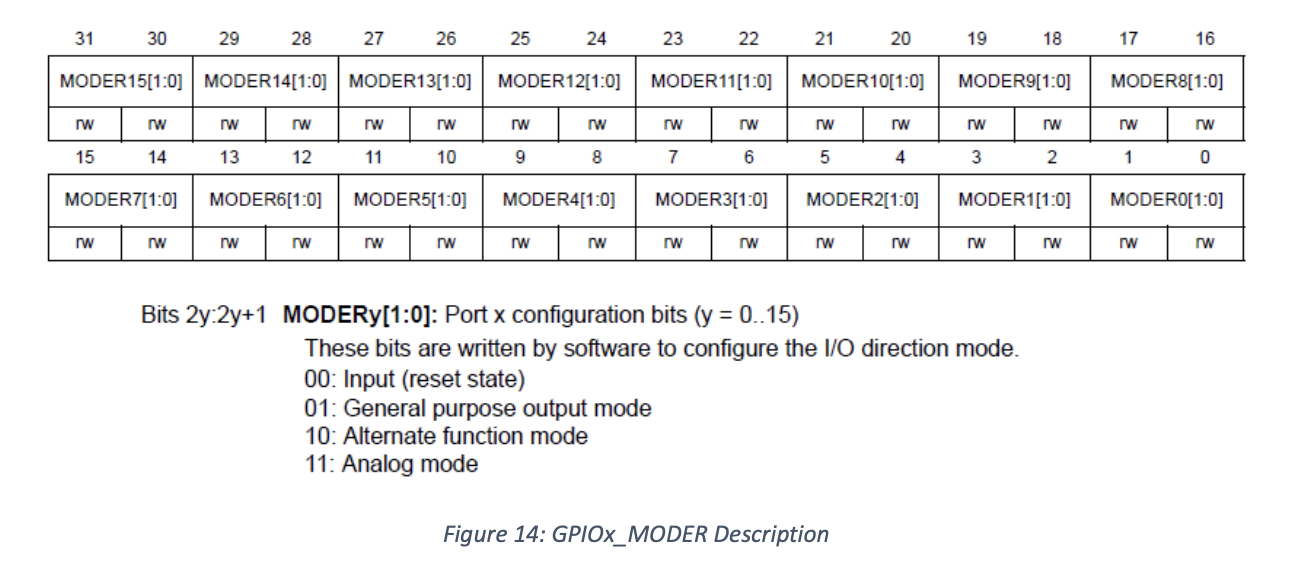 31 30 29 28 27 26 25 24 23 22 21 20 19 18 17 16
MODER15[1:0] MODER14[1:0] MODER13[1:0] MODER12[1:0] MODER11[1:0] MODER10[1:0] MODER9[1:0] MODER8[1:0]
rw rw rw rw rw rw rw rw rw rw rw rw rw rw rw rw
15 14 13 12 11 10 9 8 7 6 5 4 3 2 1 0
MODER7[1:0] MODER6[1:0] MODER5[1:0] MODER4[1:0] MODER3[1:0] MODER2[1:0] MODER1[1:0] MODER0[1:0]
rw rw rw rw rw rw rw rw rw rw rw rw rw rw rw rw
Bits 2y:2y+1 MODERy[1:0]: Port x configuration bits (y = 0..15)
These bits are written by software to configure the I/O direction mode.
00: Input (reset state)
01: General purpose output mode
10: Alternate function mode
11: Analog mode
Figure 14: GPIOx_MODER Description